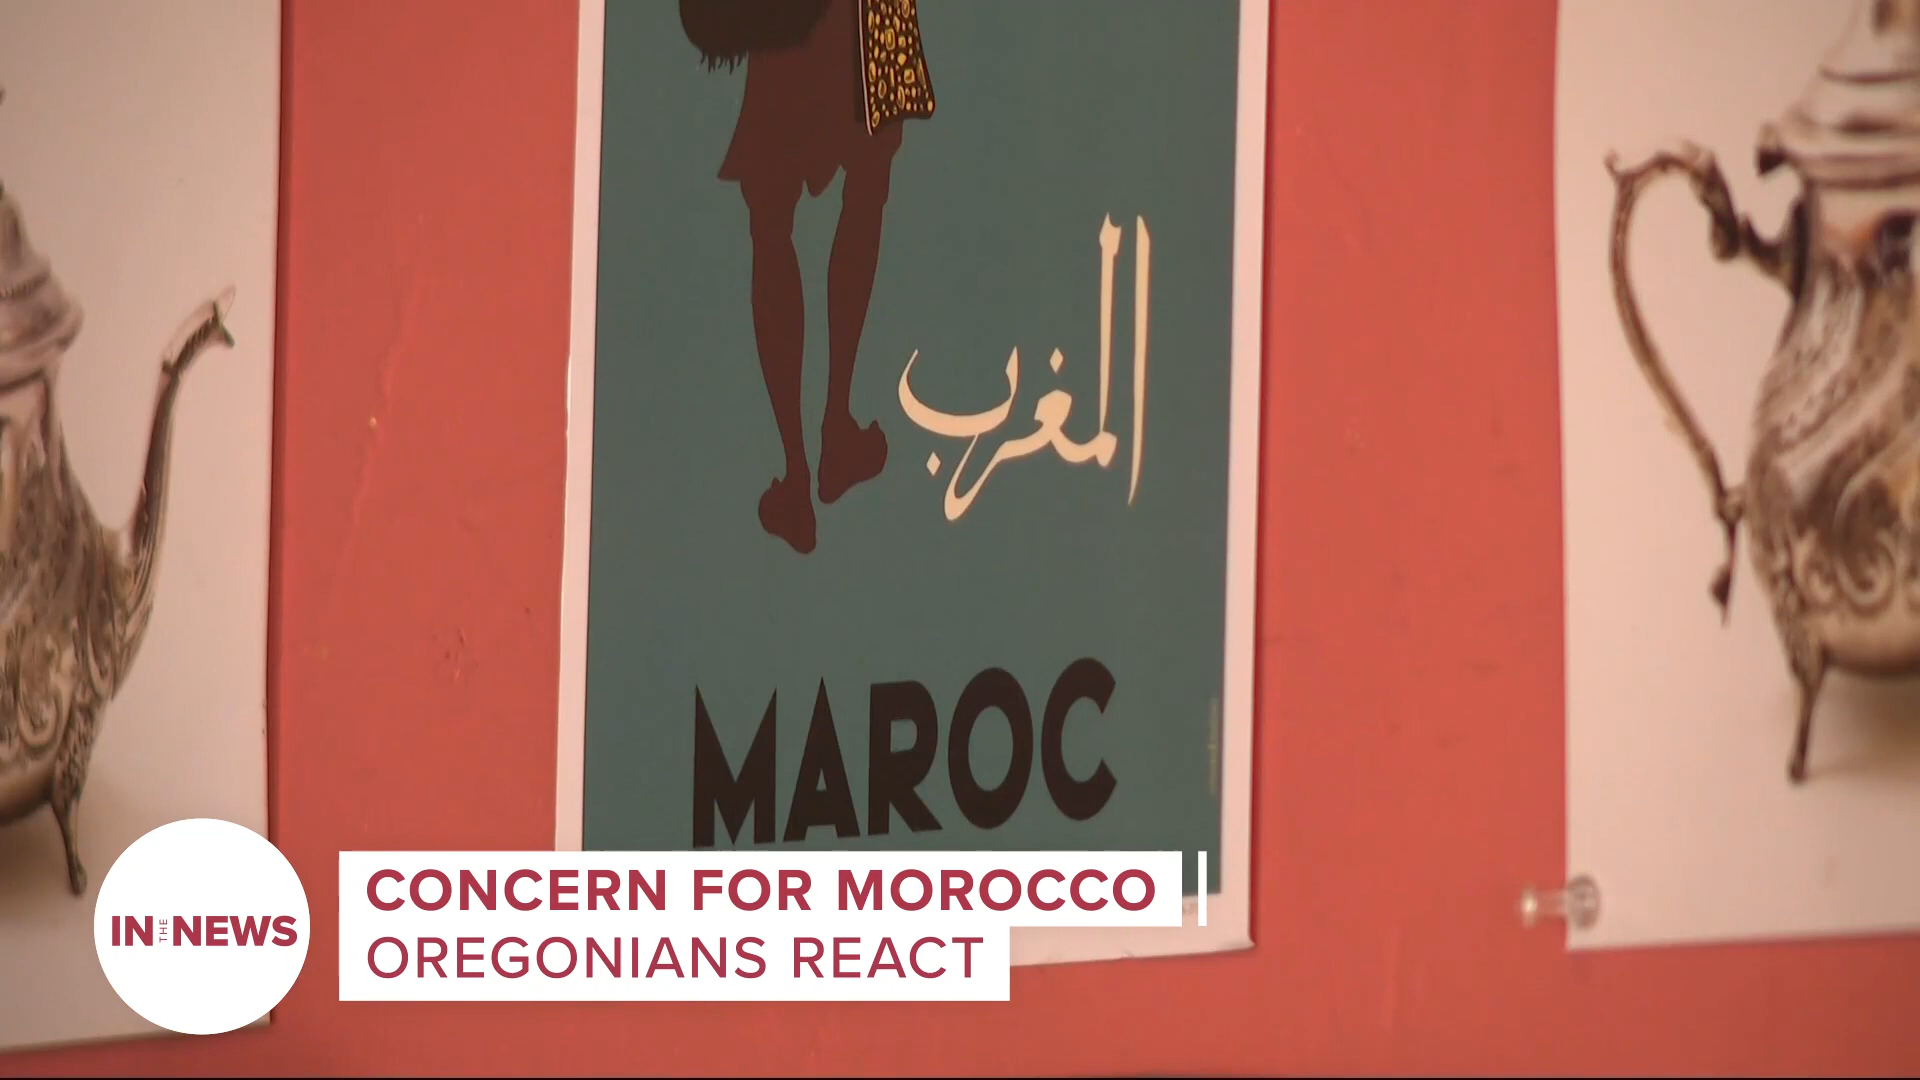 المغرب
MAROC
IN THE NEWS
CONCERN FOR MOROCCO
OREGONIANS REACT